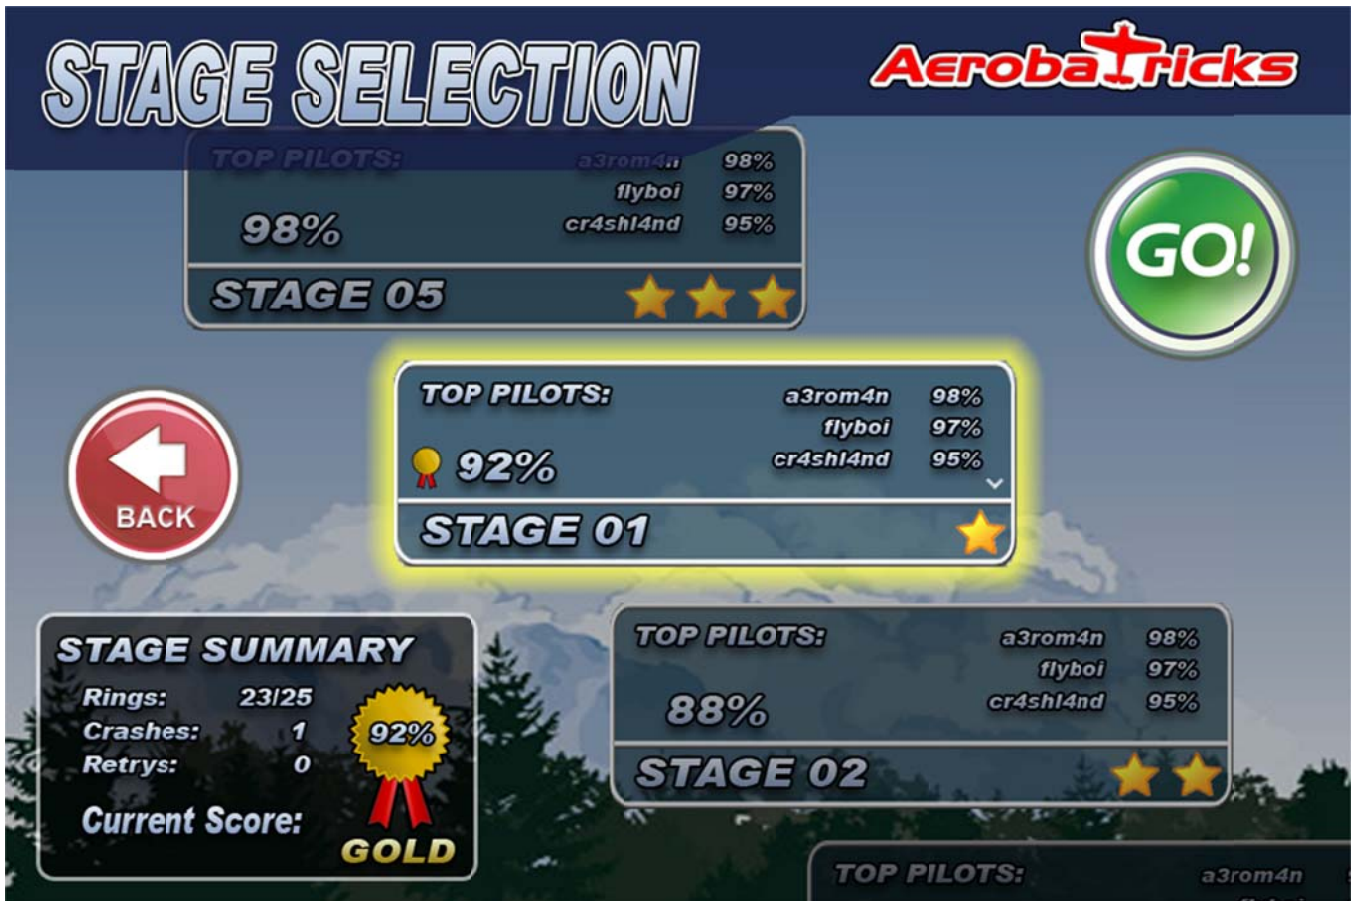 STAGE SELECTION
AerobaTricks
TOP PILOTS:
a3rom4n 98%
flyboi 97%
98%
cr4shl4nd 95%
STAGE 05
GO!
TOP PILOTS:
a3rom4n 98%
flyboi 97%
92%
cr4shl4nd 95%
STAGE 01
BACK
STAGE SUMMARY
Rings: 23/25
Crashes: 1
Retrys: 0
92%
Current Score:
GOLD
TOP PILOTS:
a3rom4n 98%
flyboi 97%
88%
cr4shl4nd 95%
STAGE 02
TOP PILOTS:
a3rom4n